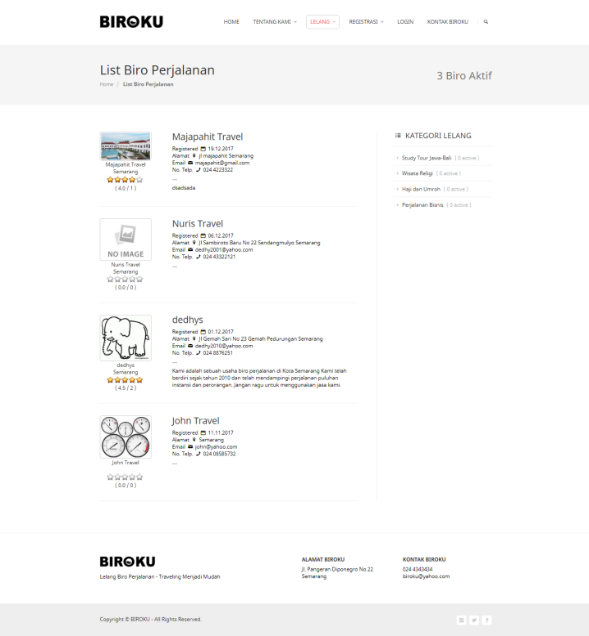 BIROKU
HOME TENTANG KAMI LELANG REGISTRASI LOGIN KONTAK BIROKU
List Biro Perjalanan
Home / List Biro Perjalanan
3 Biro Aktif
Majapahit Travel
Semarang
( 4.0 / 1 )
Majapahit Travel
Registered 19.12.2017
Alamat jl majapahit Semarang
Email majapahit@gmail.com
No. Telp. 024 4223322
---
dsadsada
NO IMAGE
Nuris Travel
Semarang
( 0.0 / 0 )
Nuris Travel
Registered 06.12.2017
Alamat Jl Sambiroto Baru No 22 Sendangmulyo Semarang
Email dedhy2001@yahoo.com
No. Telp. 024 43322121
---
dedhys
Semarang
( 4.5 / 2 )
dedhys
Registered 01.12.2017
Alamat Jl Gemah Sari No 23 Gemah Pedurungan Semarang
Email dedhy2010@yahoo.com
No. Telp. 024 8376251
---
Kami adalah sebuah usaha biro perjalanan di Kota Semarang Kami telah
berdiri sejak tahun 2010 dan telah mendampingi perjalanan puluhan
instansi dan perorangan. Jangan ragu untuk menggunakan jasa kami.
John Travel
( 0.0 / 0 )
John Travel
Registered 11.11.2017
Alamat Semarang
Email john@yahoo.com
No. Telp. 024 09585732
---
KATEGORI LELANG
Study Tour Jawa-Bali ( 0 active )
Wisata Religi ( 0 active )
Haji dan Umroh ( 0 active )
Perjalanan Bisnis ( 0 active )
BIROKU
Lelang Biro Perjalanan - Traveling Menjadi Mudah
ALAMAT BIROKU
Jl. Pangeran Diponegoro No 22
Semarang
KONTAK BIROKU
024 4343434
biroku@yahoo.com
Copyright © BIROKU - All Rights Reserved.